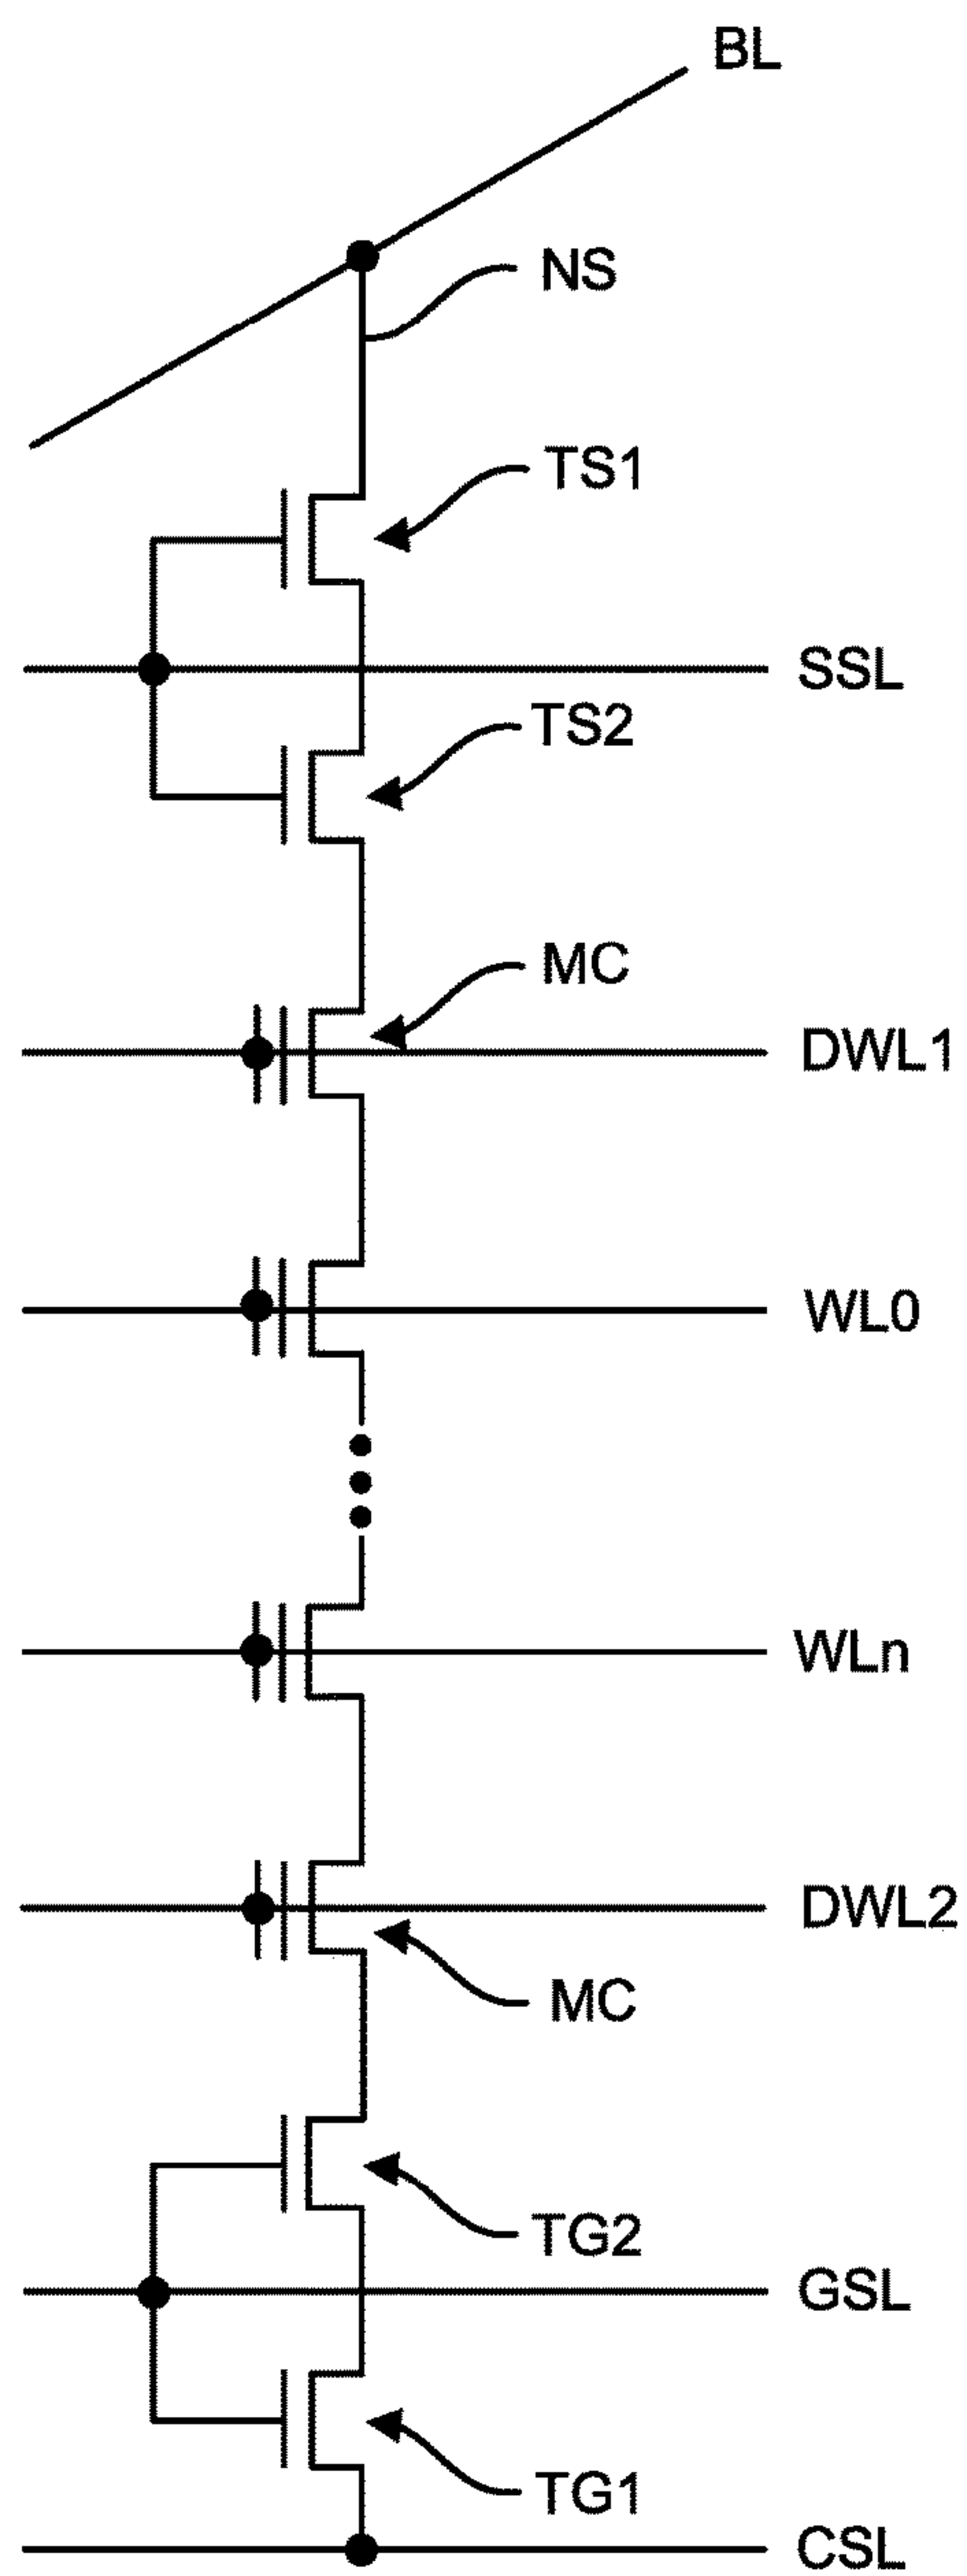 BL
NS
TS1
SSL
TS2
MC
DWL1
WL0
WLn
DWL2
MC
TG2
GSL
TG1
CSL